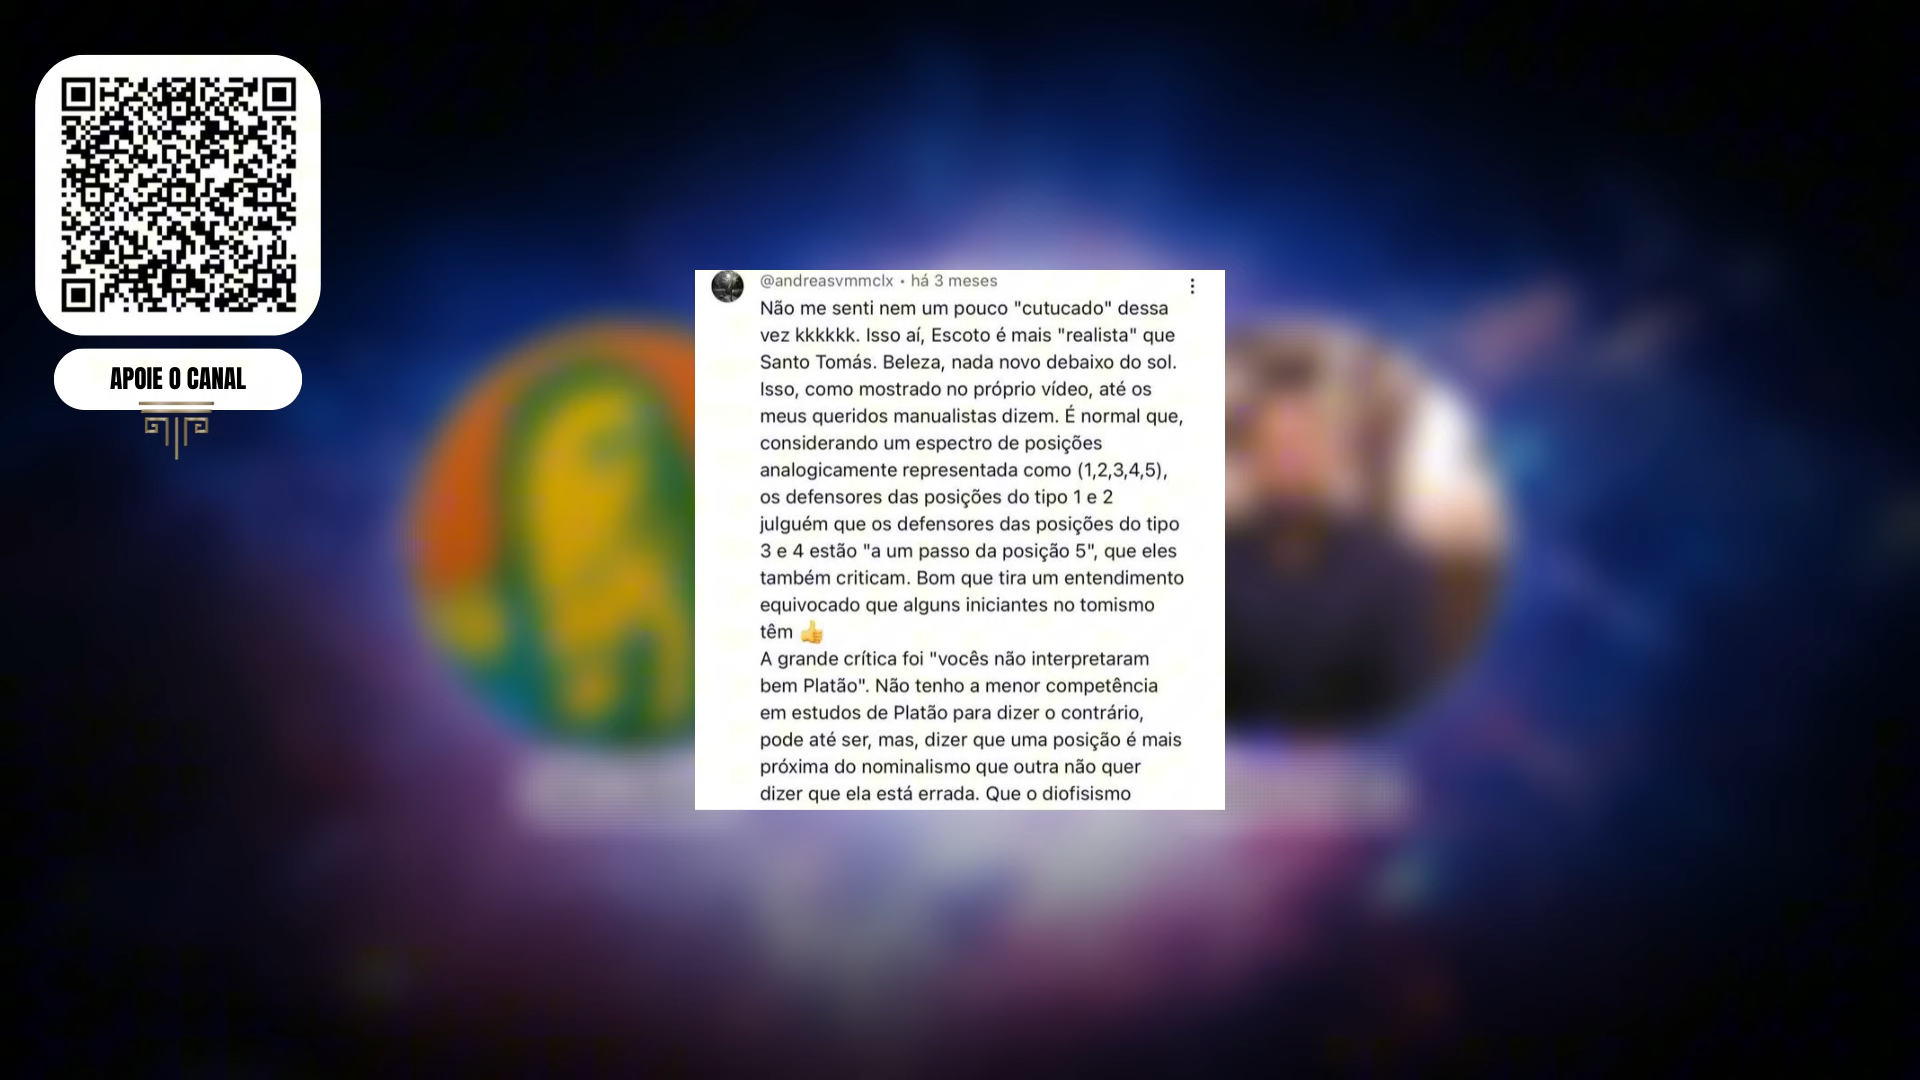 APOIE O CANAL
@andreasvmmclx • há 3 meses
Não me senti nem um pouco "cutucado" dessa
vez kkkkkk. Isso aí, Escoto é mais "realista" que
Santo Tomás. Beleza, nada novo debaixo do sol.
Isso, como mostrado no próprio vídeo, até os
meus queridos manualistas dizem. É normal que,
considerando um espectro de posições
analogicamente representada como (1,2,3,4,5),
os defensores das posições do tipo 1 e 2
julguém que os defensores das posições do tipo
3 e 4 estão "a um passo da posição 5", que eles
também criticam. Bom que tira um entendimento
equivocado que alguns iniciantes no tomismo
têm 👍
A grande crítica foi "vocês não interpretaram
bem Platão". Não tenho a menor competência
em estudos de Platão para dizer o contrário,
pode até ser, mas, dizer que uma posição é mais
próxima do nominalismo que outra não quer
dizer que ela está errada. Que o diofisismo